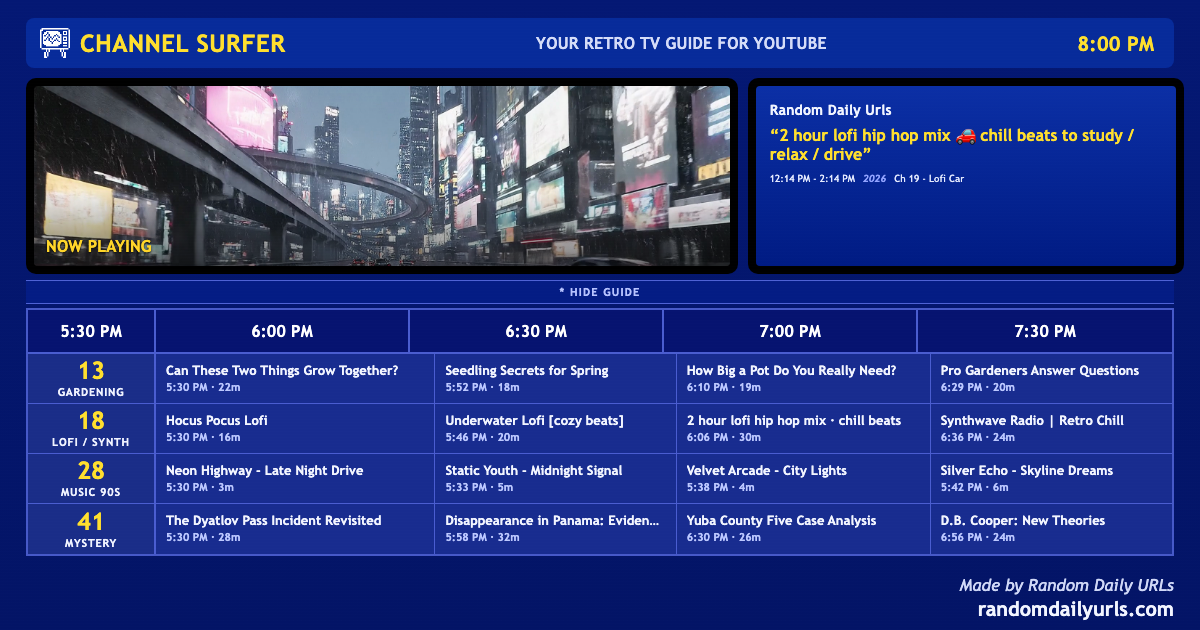 CHANNEL SURFER
YOUR RETRO TV GUIDE FOR YOUTUBE
8:00 PM
NOW PLAYING
Random Daily Urls
“2 hour lofi hip hop mix 🚗 chill beats to study /
relax / drive”
12:14 PM - 2:14 PM 2026 Ch 19 - Lofi Car
* HIDE GUIDE
5:30 PM 6:00 PM 6:30 PM 7:00 PM 7:30 PM
13
GARDENING
Can These Two Things Grow Together?
5:30 PM · 22m
Seedling Secrets for Spring
5:52 PM · 18m
How Big a Pot Do You Really Need?
6:10 PM · 19m
Pro Gardeners Answer Questions
6:29 PM · 20m
18
LOFI / SYNTH
Hocus Pocus Lofi
5:30 PM · 16m
Underwater Lofi [cozy beats]
5:46 PM · 20m
2 hour lofi hip hop mix · chill beats
6:06 PM · 30m
Synthwave Radio | Retro Chill
6:36 PM · 24m
28
MUSIC 90S
Neon Highway - Late Night Drive
5:30 PM · 3m
Static Youth - Midnight Signal
5:33 PM · 5m
Velvet Arcade - City Lights
5:38 PM · 4m
Silver Echo - Skyline Dreams
5:42 PM · 6m
41
MYSTERY
The Dyatlov Pass Incident Revisited
5:30 PM · 28m
Disappearance in Panama: Eviden...
5:58 PM · 32m
Yuba County Five Case Analysis
6:30 PM · 26m
D.B. Cooper: New Theories
6:56 PM · 24m
Made by Random Daily URLs
randomdailyurls.com